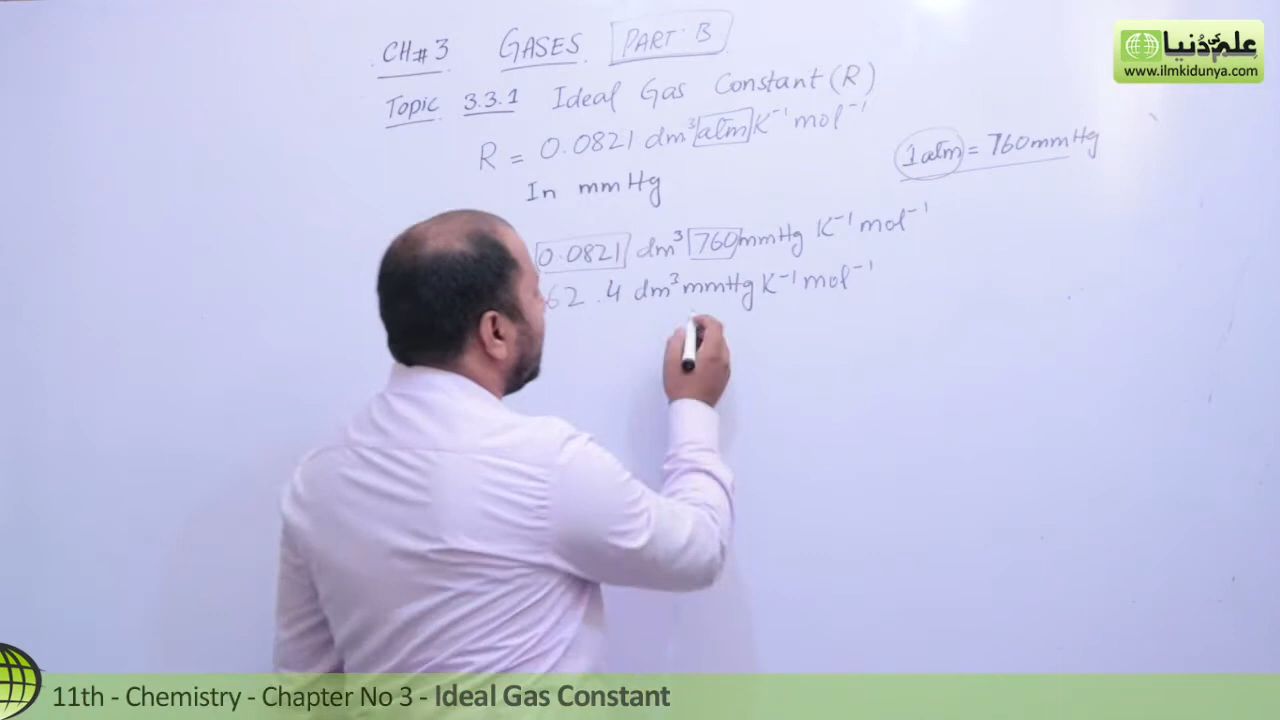 CH#3 GASES PART B
Topic 3.3.1 Ideal Gas Constant (R)
R = 0.0821 dm³ atm K⁻¹ mol⁻¹
1 atm = 760 mmHg
In mmHg
0.0821 dm³ 760 mmHg K⁻¹ mol⁻¹
62.4 dm³ mmHg K⁻¹ mol⁻¹
علم کی دُنیا
www.ilmkidunya.com
11th - Chemistry - Chapter No 3 - Ideal Gas Constant